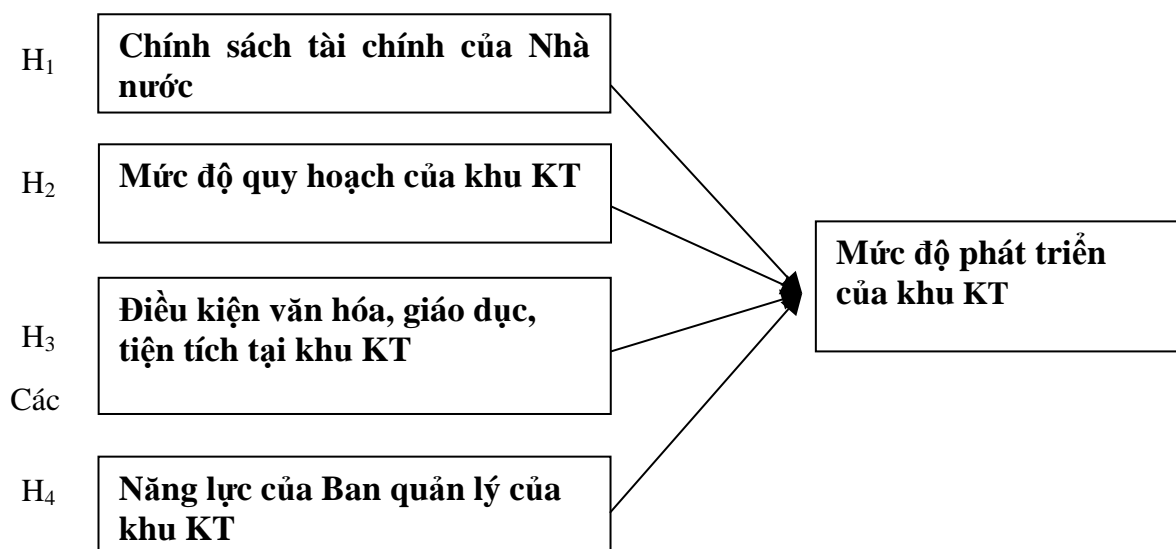 H₁
Chính sách tài chính của Nhà
nước
H₂
Mức độ quy hoạch của khu KT
Mức độ phát triển
của khu KT
H₃
Điều kiện văn hóa, giáo dục,
tiện tích tại khu KT
Các
H₄
Năng lực của Ban quản lý của
khu KT